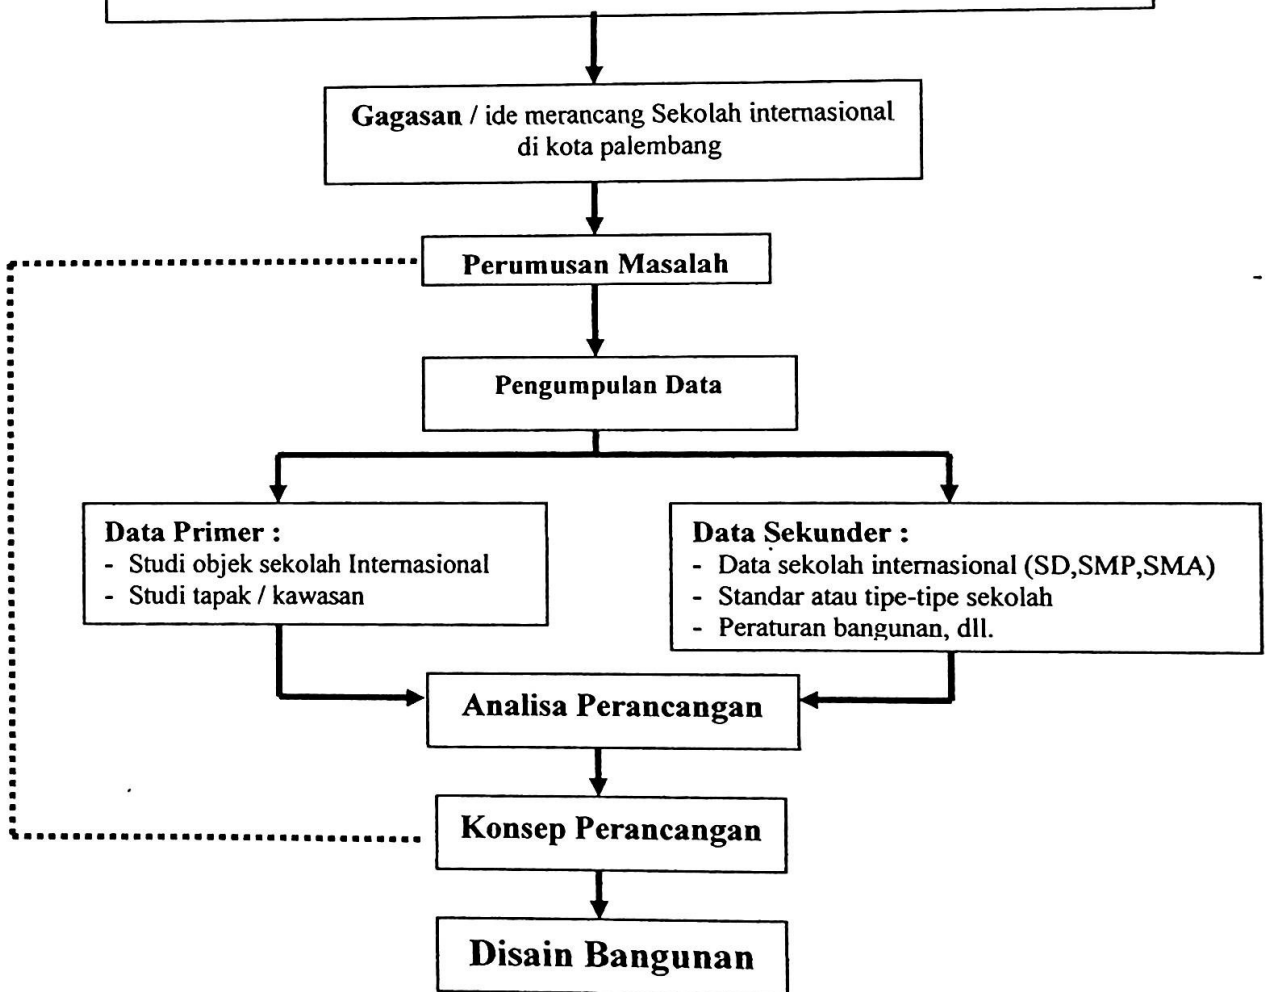 Gagasan / ide merancang Sekolah internasional
di kota palembang
Perumusan Masalah
Pengumpulan Data
Data Primer :
- Studi objek sekolah Internasional
- Studi tapak / kawasan
Data Sekunder :
- Data sekolah internasional (SD,SMP,SMA)
- Standar atau tipe-tipe sekolah
- Peraturan bangunan, dll.
Analisa Perancangan
Konsep Perancangan
Disain Bangunan